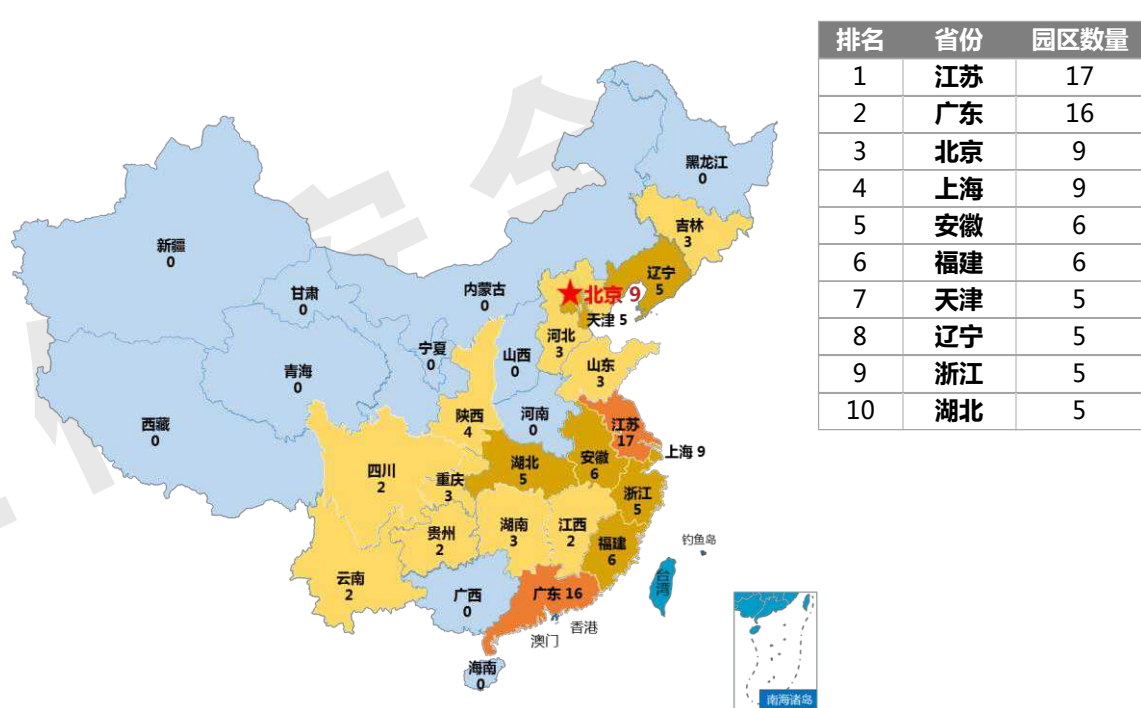 排名 省份 园区数量
1 江苏 17
2 广东 16
3 北京 9
4 上海 9
5 安徽 6
6 福建 6
7 天津 5
8 辽宁 5
9 浙江 5
10 湖北 5
黑龙江
0
吉林
3
新疆
0
辽宁
5
甘肃
0
内蒙古
0
北京 9
天津 5
河北
3
宁夏
0
山西
0
青海
0
山东
3
西藏
0
陕西
4
河南
0
江苏
17
上海 9
四川
2
重庆
3
湖北
5
安徽
6
浙江
5
贵州
2
湖南
3
江西
2
福建
6
钓鱼岛
云南
2
广西
0
广东 16
台湾
香港
澳门
海南
0
南海诸岛